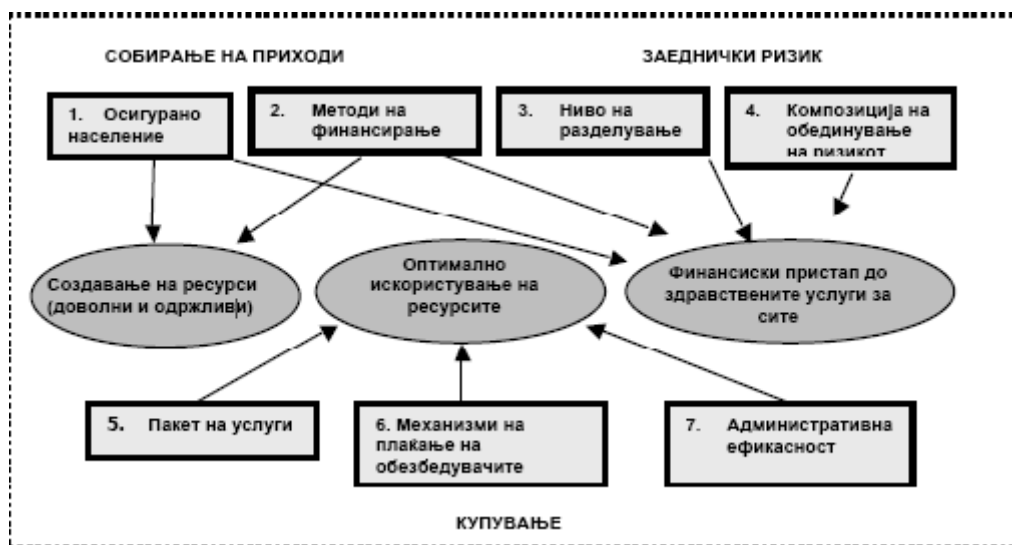 СОБИРАЊЕ НА ПРИХОДИ
ЗАЕДНИЧКИ РИЗИК
1. Осигурано
население
2. Методи на
финансирање
3. Ниво на
разделување
4. Композиција на
обединување
на ризикот
Создавање на ресурси
(доволни и одржливи)
Оптимално
искористување на
ресурсите
Финансиски пристап до
здравствените услуги за
сите
5. Пакет на услуги
6. Механизми на
плаќање на
обезбедувачите
7. Административна
ефикасност
КУПУВАЊЕ